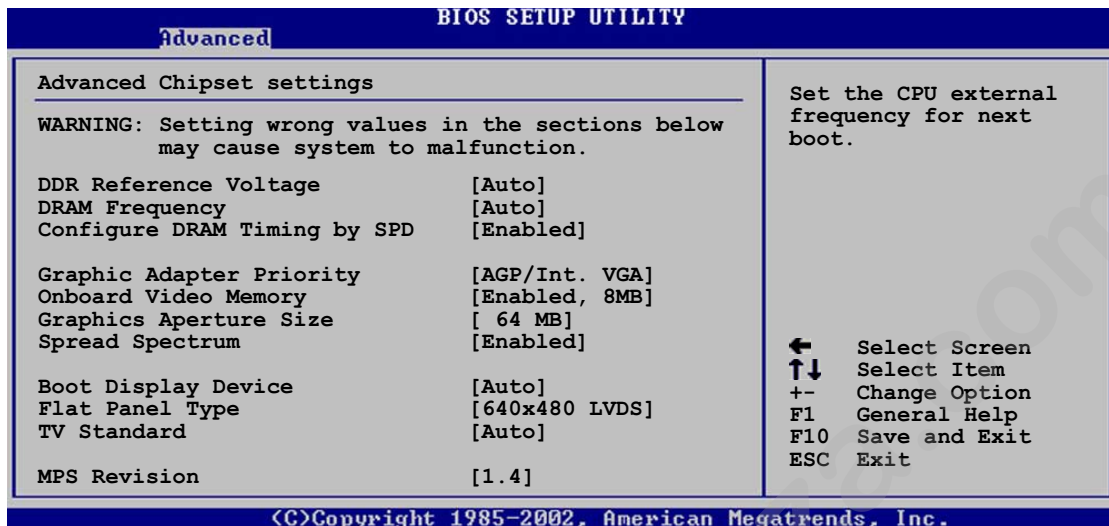 BIOS SETUP UTILITY
Advanced
Advanced Chipset settings
WARNING: Setting wrong values in the sections below
may cause system to malfunction.
DDR Reference Voltage [Auto]
DRAM Frequency [Auto]
Configure DRAM Timing by SPD [Enabled]
Graphic Adapter Priority [AGP/Int. VGA]
Onboard Video Memory [Enabled, 8MB]
Graphics Aperture Size [ 64 MB]
Spread Spectrum [Enabled]
Boot Display Device [Auto]
Flat Panel Type [640x480 LVDS]
TV Standard [Auto]
MPS Revision [1.4]
Set the CPU external
frequency for next
boot.
← Select Screen
↑↓ Select Item
+- Change Option
F1 General Help
F10 Save and Exit
ESC Exit
(C)Copyright 1985-2002, American Megatrends, Inc.